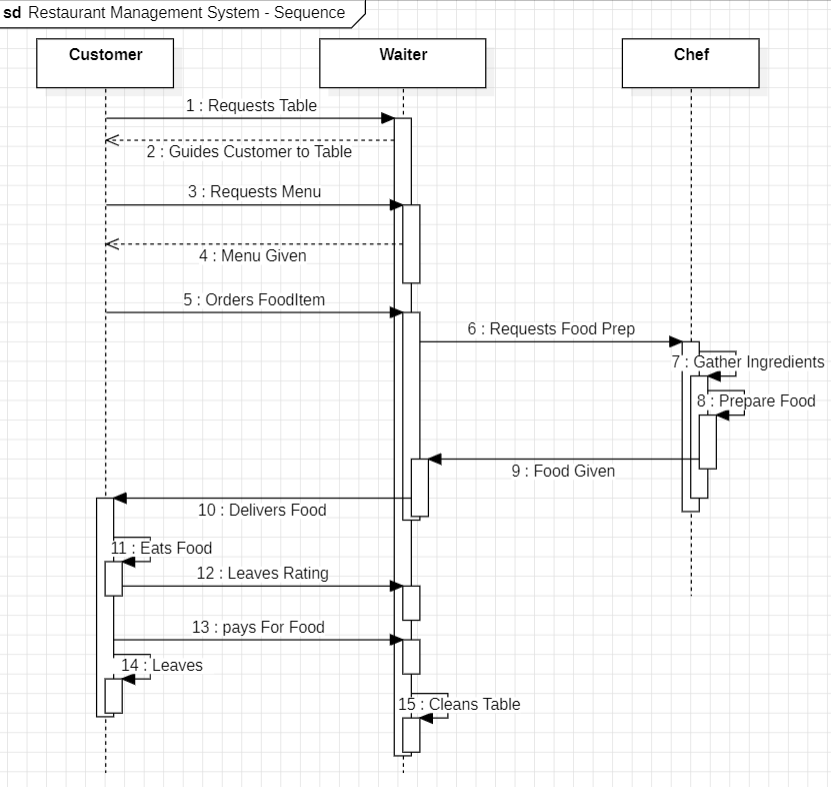 sd Restaurant Management System - Sequence
Customer
Waiter
Chef
1 : Requests Table
2 : Guides Customer to Table
3 : Requests Menu
4 : Menu Given
5 : Orders FoodItem
6 : Requests Food Prep
7 : Gather Ingredients
8 : Prepare Food
9 : Food Given
10 : Delivers Food
11 : Eats Food
12 : Leaves Rating
13 : pays For Food
14 : Leaves
15 : Cleans Table